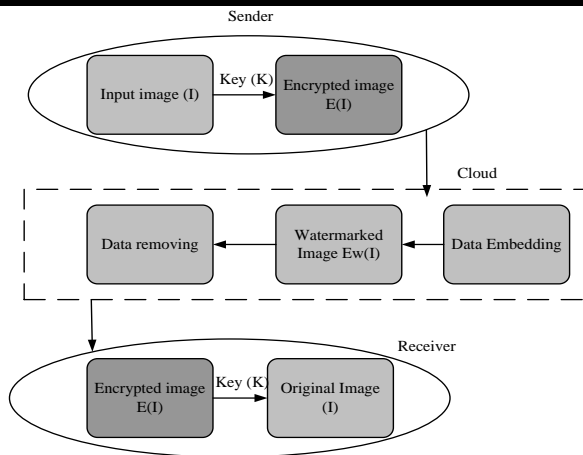 Sender
Input image (I)
Key (K)
Encrypted image
E(I)
Cloud
Data removing
Watermarked
Image Ew(I)
Data Embedding
Receiver
Encrypted image
E(I)
Key (K)
Original Image
(I)